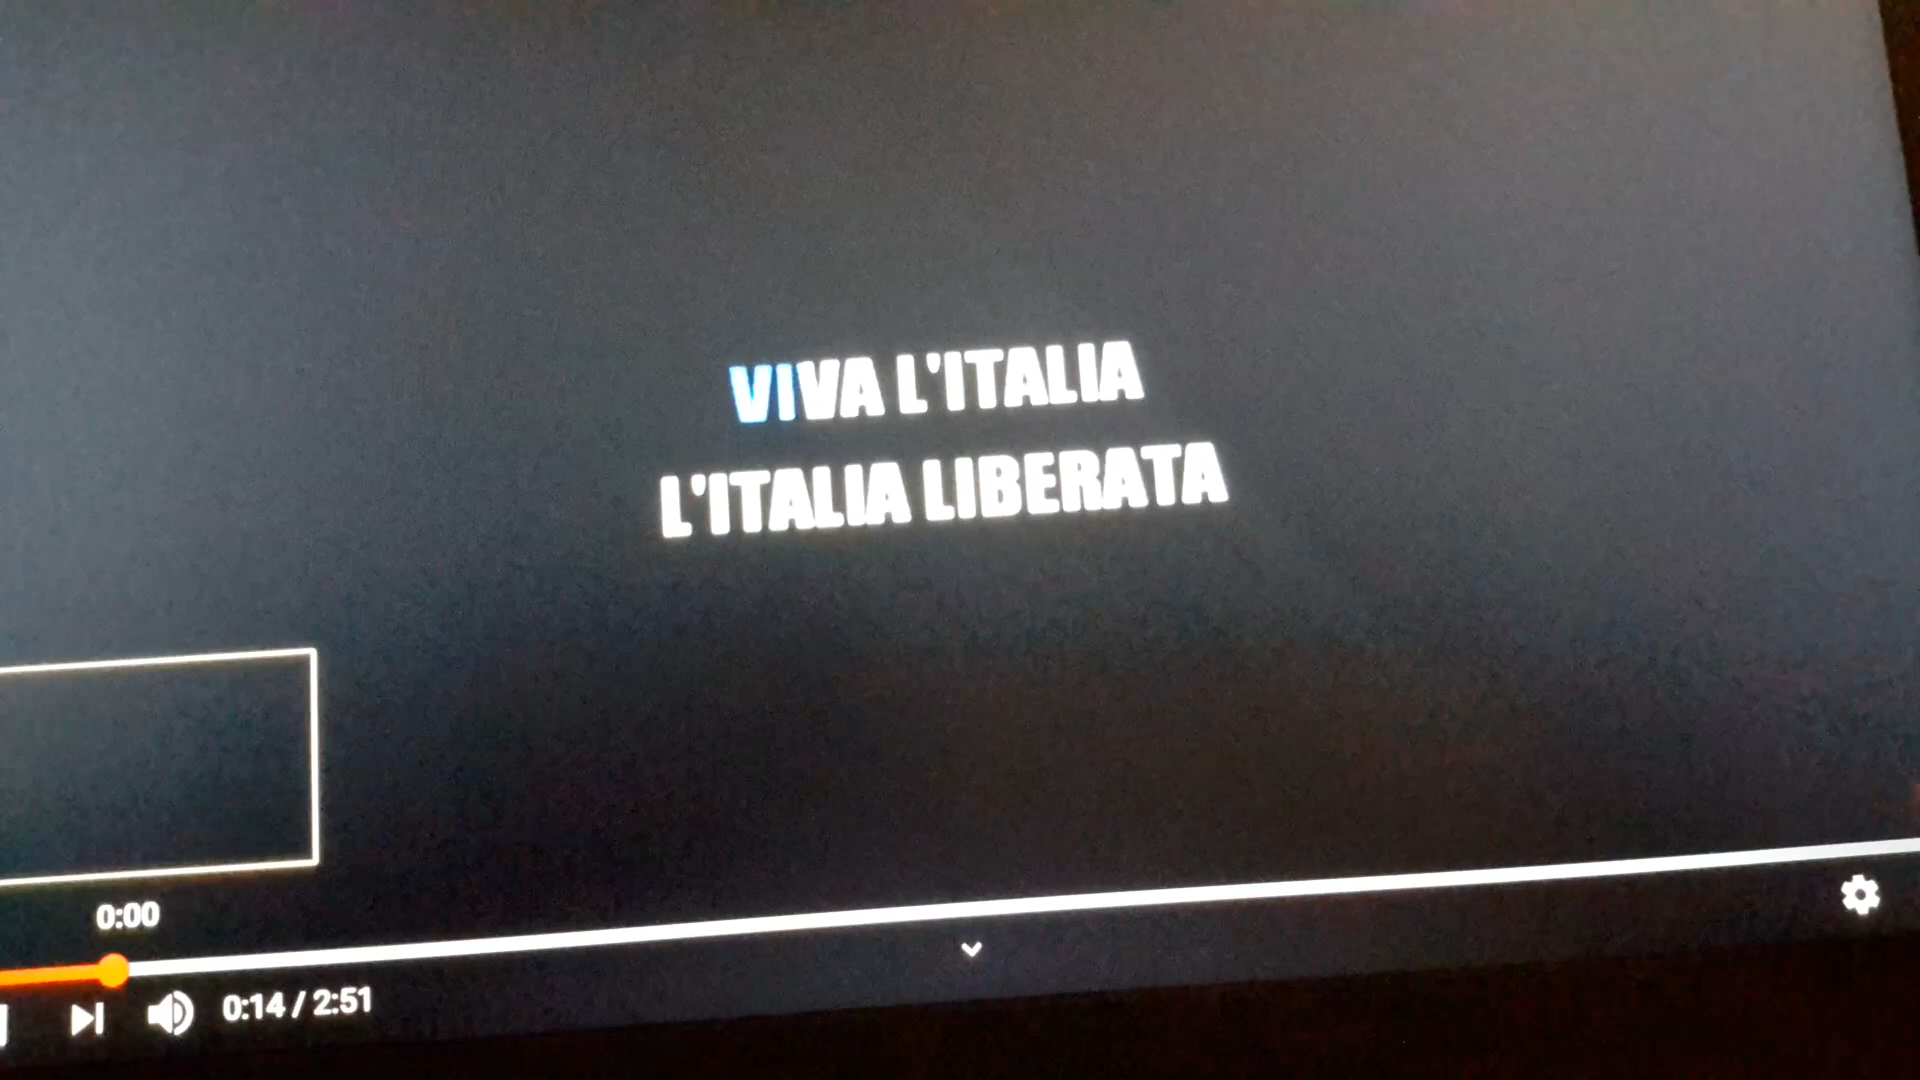 VIVA L'ITALIA
L'ITALIA LIBERATA
0:00
0:14 / 2:51